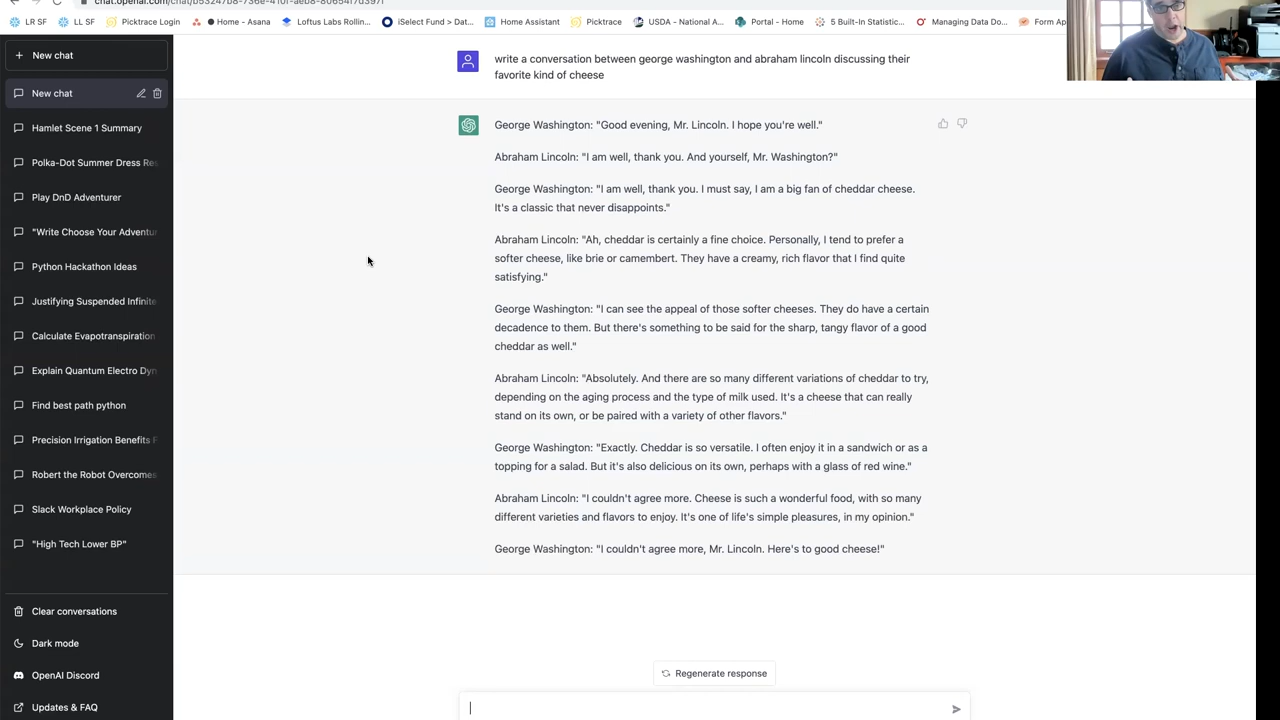 chat.openai.com/chat/b53247b8-736e-410f-aeb8-80654f7d397f
LR SF
LL SF
Picktrace Login
Home - Asana
Loftus Labs Rollin...
iSelect Fund > Dat...
Home Assistant
Picktrace
USDA - National A...
Portal - Home
5 Built-In Statistic...
Managing Data Do...
Form Ap
New chat
New chat
Hamlet Scene 1 Summary
Polka-Dot Summer Dress Res
Play DnD Adventurer
"Write Choose Your Adventu
Python Hackathon Ideas
Justifying Suspended Infinite
Calculate Evapotranspiration
Explain Quantum Electro Dyn
Find best path python
Precision Irrigation Benefits F
Robert the Robot Overcomes
Slack Workplace Policy
"High Tech Lower BP"
Clear conversations
Dark mode
OpenAI Discord
Updates & FAQ
write a conversation between george washington and abraham lincoln discussing their
favorite kind of cheese
George Washington: "Good evening, Mr. Lincoln. I hope you're well."
Abraham Lincoln: "I am well, thank you. And yourself, Mr. Washington?"
George Washington: "I am well, thank you. I must say, I am a big fan of cheddar cheese.
It's a classic that never disappoints."
Abraham Lincoln: "Ah, cheddar is certainly a fine choice. Personally, I tend to prefer a
softer cheese, like brie or camembert. They have a creamy, rich flavor that I find quite
satisfying."
George Washington: "I can see the appeal of those softer cheeses. They do have a certain
decadence to them. But there's something to be said for the sharp, tangy flavor of a good
cheddar as well."
Abraham Lincoln: "Absolutely. And there are so many different variations of cheddar to try,
depending on the aging process and the type of milk used. It's a cheese that can really
stand on its own, or be paired with a variety of other flavors."
George Washington: "Exactly. Cheddar is so versatile. I often enjoy it in a sandwich or as a
topping for a salad. But it's also delicious on its own, perhaps with a glass of red wine."
Abraham Lincoln: "I couldn't agree more. Cheese is such a wonderful food, with so many
different varieties and flavors to enjoy. It's one of life's simple pleasures, in my opinion."
George Washington: "I couldn't agree more, Mr. Lincoln. Here's to good cheese!"
Regenerate response